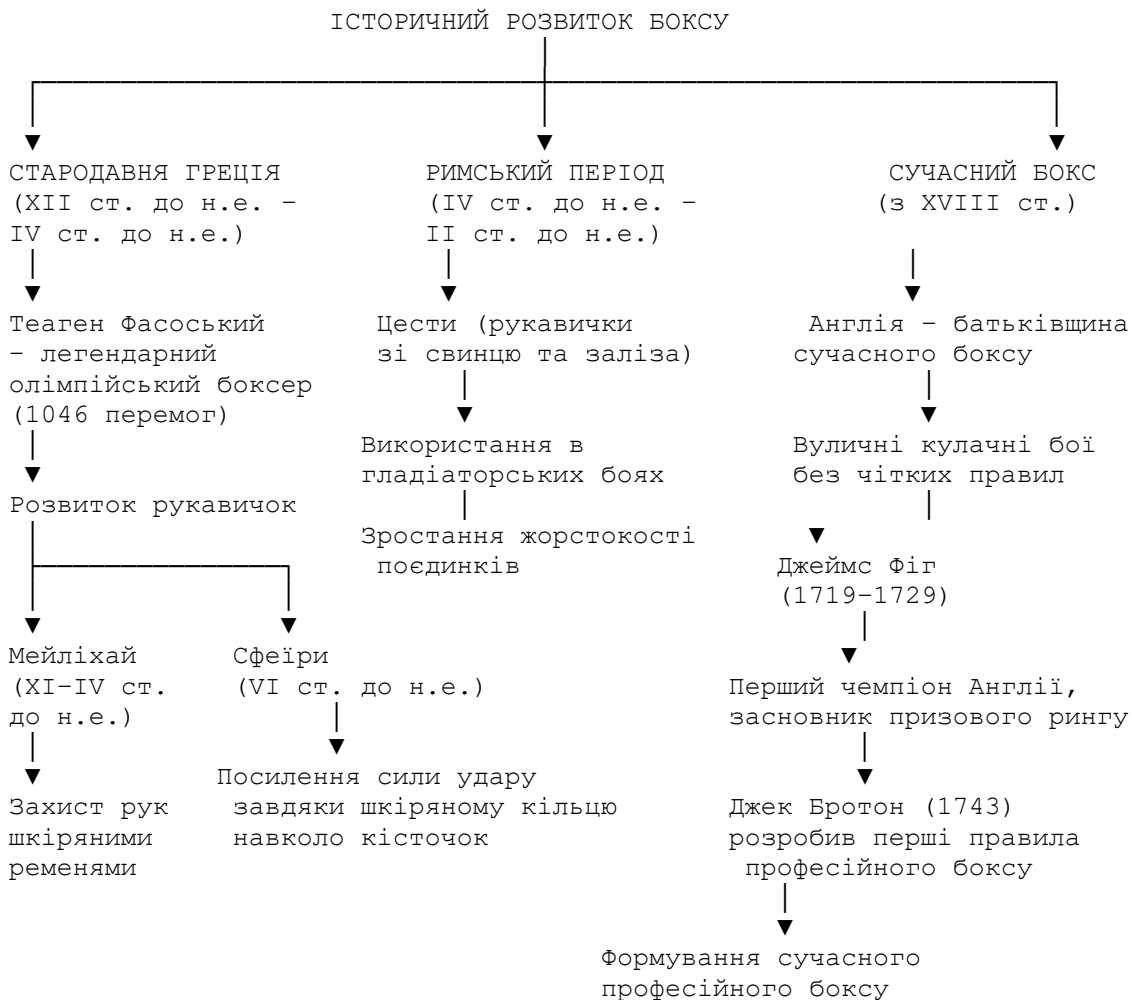 ІСТОРИЧНИЙ РОЗВИТОК БОКСУ
СТАРОДАВНЯ ГРЕЦІЯ
(XII ст. до н.е. –
IV ст. до н.е.)
Теаген Фасоський
– легендарний
олімпійський боксер
(1046 перемог)
Розвиток рукавичок
Мейліхай
(XI–IV ст.
до н.е.)
Захист рук
шкіряними
ременями
Сфеїри
(VI ст. до н.е.)
Посилення сили удару
завдяки шкіряному кільцю
навколо кісточок
РИМСЬКИЙ ПЕРІОД
(IV ст. до н.е. –
II ст. до н.е.)
Цести (рукавички
зі свинцю та заліза)
Використання в
гладіаторських боях
Зростання жорстокості
поєдинків
СУЧАСНИЙ БОКС
(з XVIII ст.)
Англія – батьківщина
сучасного боксу
Вуличні кулачні бої
без чітких правил
Джеймс Фіг
(1719–1729)
Перший чемпіон Англії,
засновник призового рингу
Джек Бротон (1743)
розробив перші правила
професійного боксу
Формування сучасного
професійного боксу